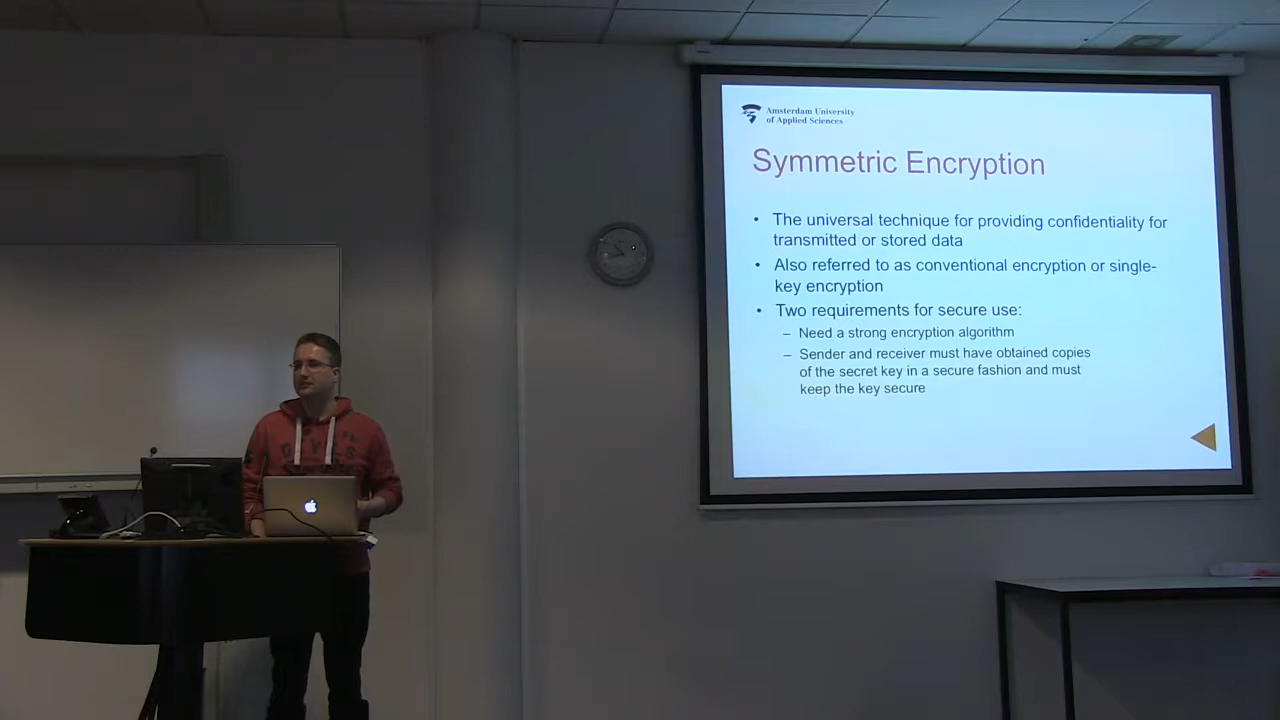 Amsterdam University
of Applied Sciences
Symmetric Encryption
• The universal technique for providing confidentiality for
transmitted or stored data
• Also referred to as conventional encryption or single-
key encryption
• Two requirements for secure use:
– Need a strong encryption algorithm
– Sender and receiver must have obtained copies
of the secret key in a secure fashion and must
keep the key secure